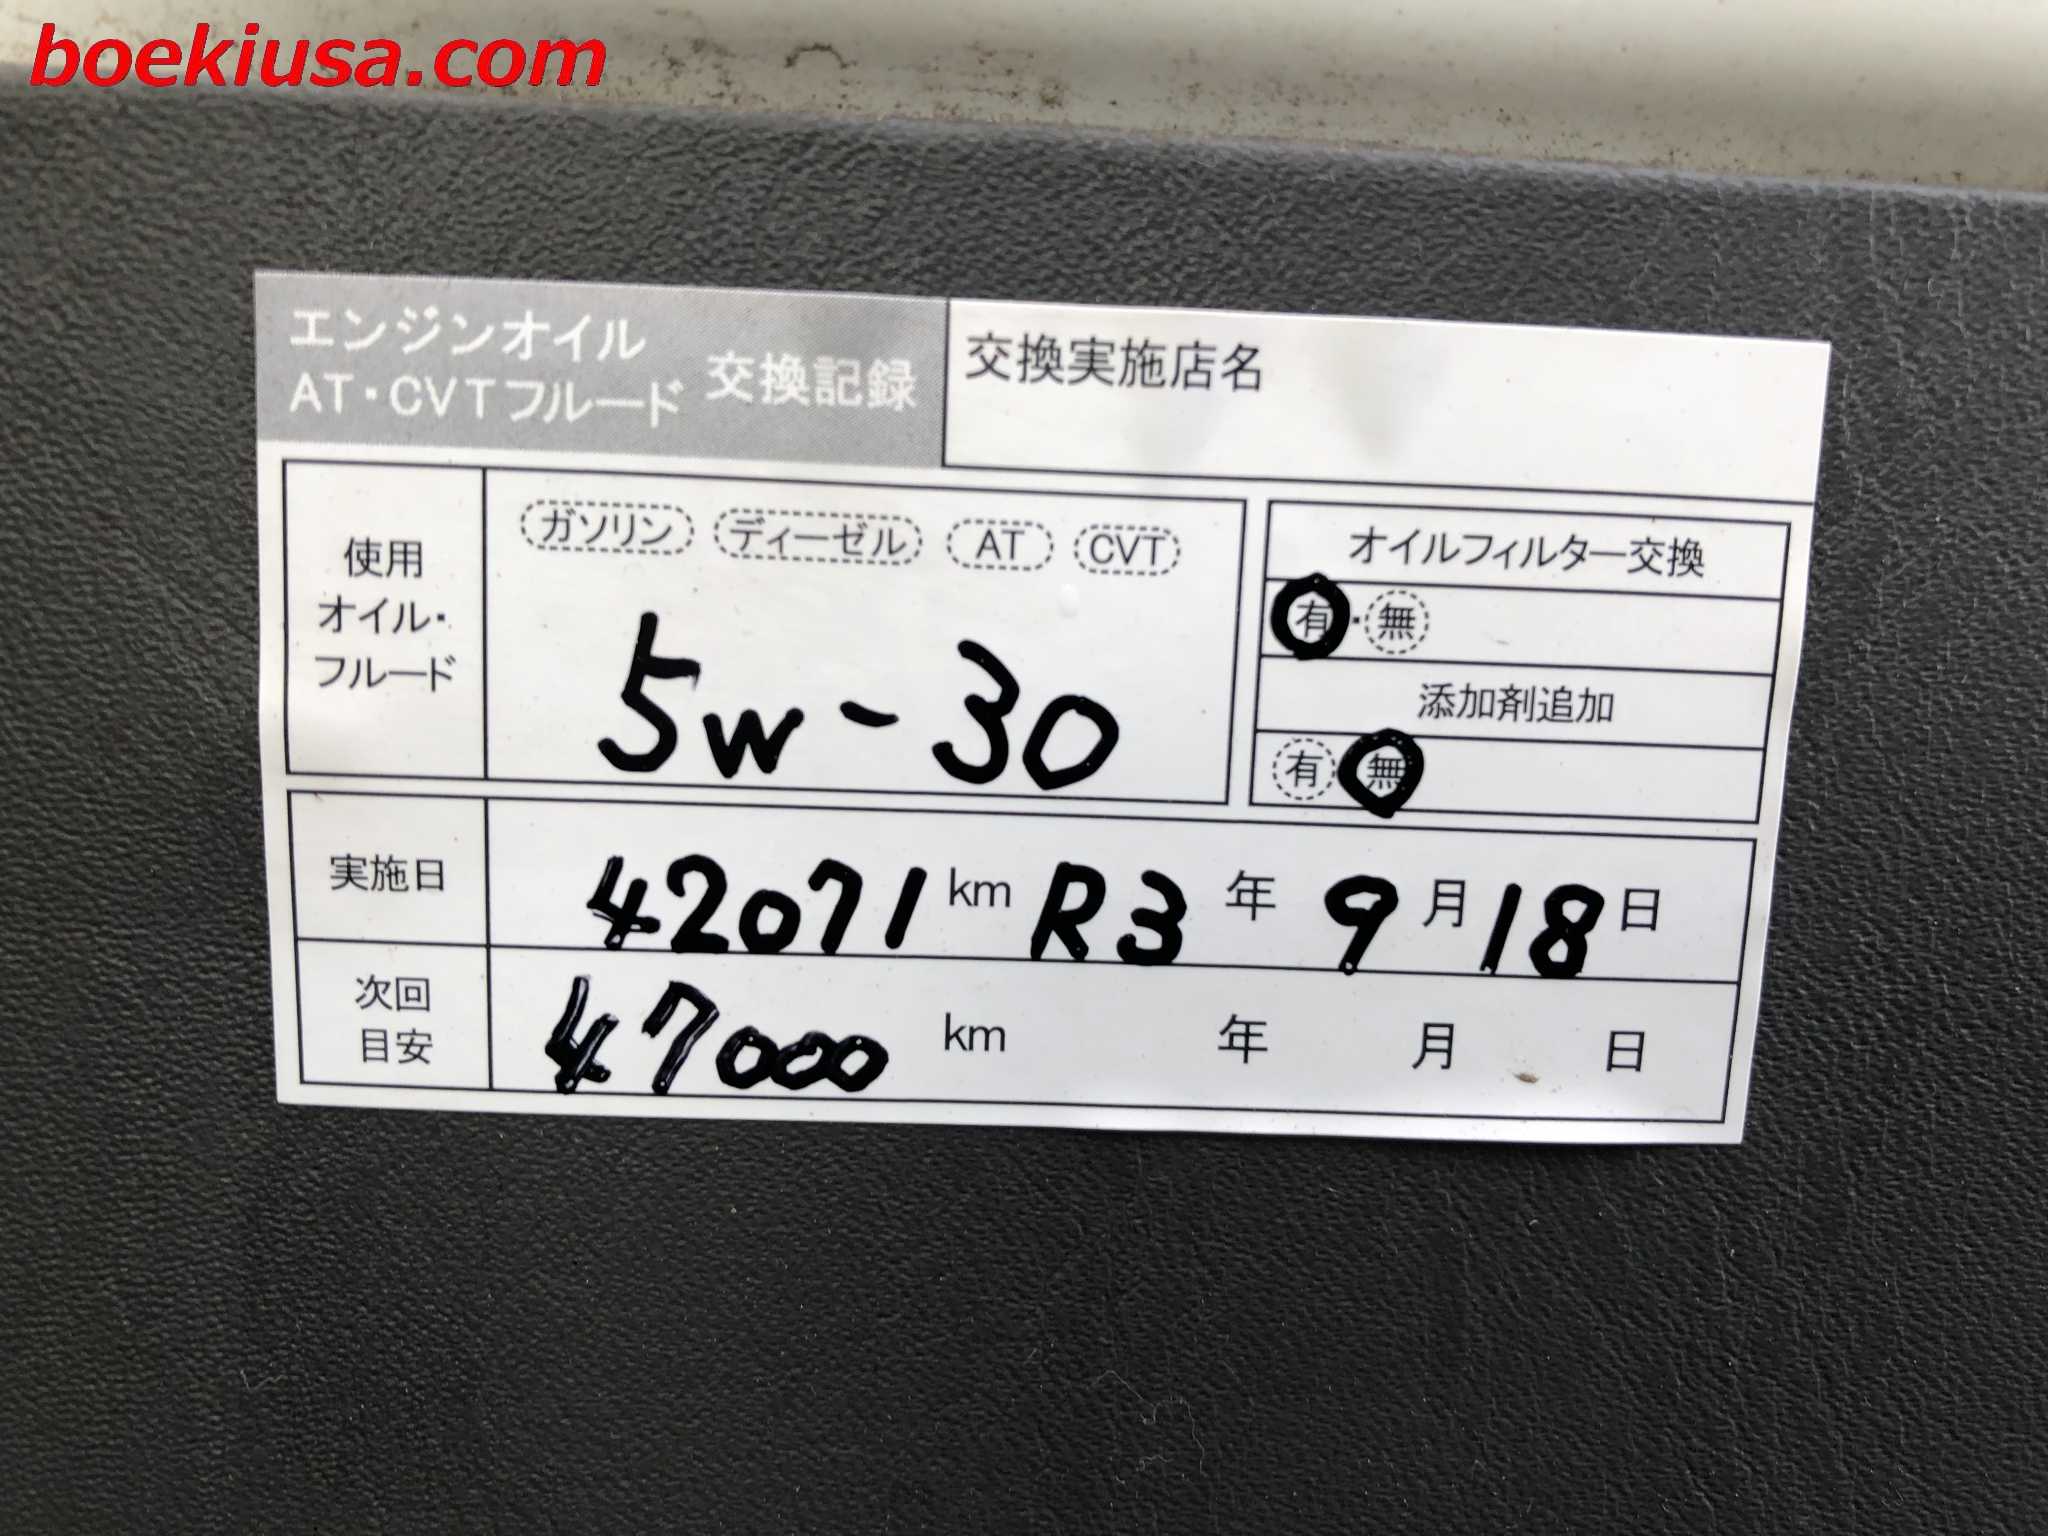 boekiusa.com
エンジンオイル
AT・CVTフルード 交換記録
交換実施店名
使用
オイル・
フルード
ガソリン ディーゼル AT CVT
5W-30
オイルフィルター交換
有・無
添加剤追加
有 無
実施日 42071 km R3 年 9 月 18 日
次回
目安
47000 km 年 月 日